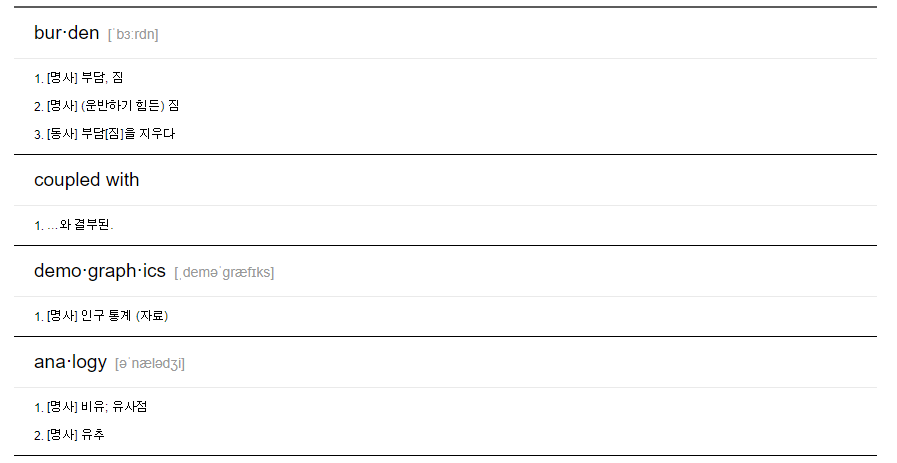 bur·den [ˈbɜːrdn]
1. [명사] 부담, 짐
2. [명사] (운반하기 힘든) 짐
3. [동사] 부담[짐]을 지우다
coupled with
1. …와 결부된.
demo·graph·ics [ˌdeməˈɡræfɪks]
1. [명사] 인구 통계 (자료)
ana·logy [əˈnælədʒi]
1. [명사] 비유; 유사점
2. [명사] 유추